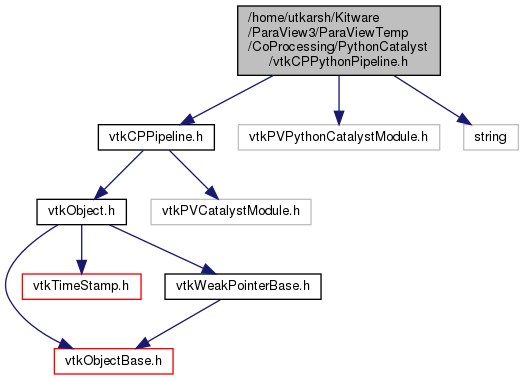 /home/utkarsh/Kitware
/ParaView3/ParaViewTemp
/CoProcessing/PythonCatalyst
/vtkCPPythonPipeline.h
vtkCPPipeline.h
vtkPVPythonCatalystModule.h
string
vtkObject.h
vtkPVCatalystModule.h
vtkTimeStamp.h
vtkWeakPointerBase.h
vtkObjectBase.h